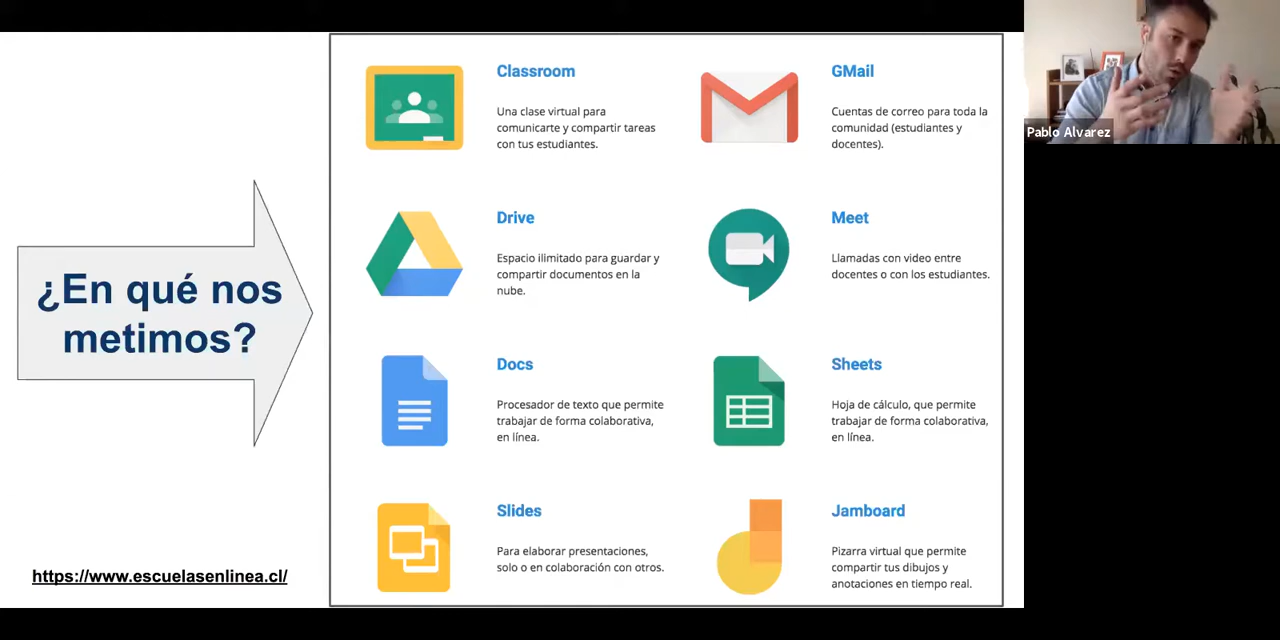 ¿En qué nos
metimos?
https://www.escuelasenlinea.cl/
Classroom
Una clase virtual para
comunicarte y compartir tareas
con tus estudiantes.
GMail
Cuentas de correo para toda la
comunidad (estudiantes y
docentes).
Drive
Espacio ilimitado para guardar y
compartir documentos en la
nube.
Meet
Llamadas con video entre
docentes o con los estudiantes.
Docs
Procesador de texto que permite
trabajar de forma colaborativa,
en línea.
Sheets
Hoja de cálculo, que permite
trabajar de forma colaborativa,
en línea.
Slides
Para elaborar presentaciones,
solo o en colaboración con otros.
Jamboard
Pizarra virtual que permite
compartir tus dibujos y
anotaciones en tiempo real.
Pablo Alvarez